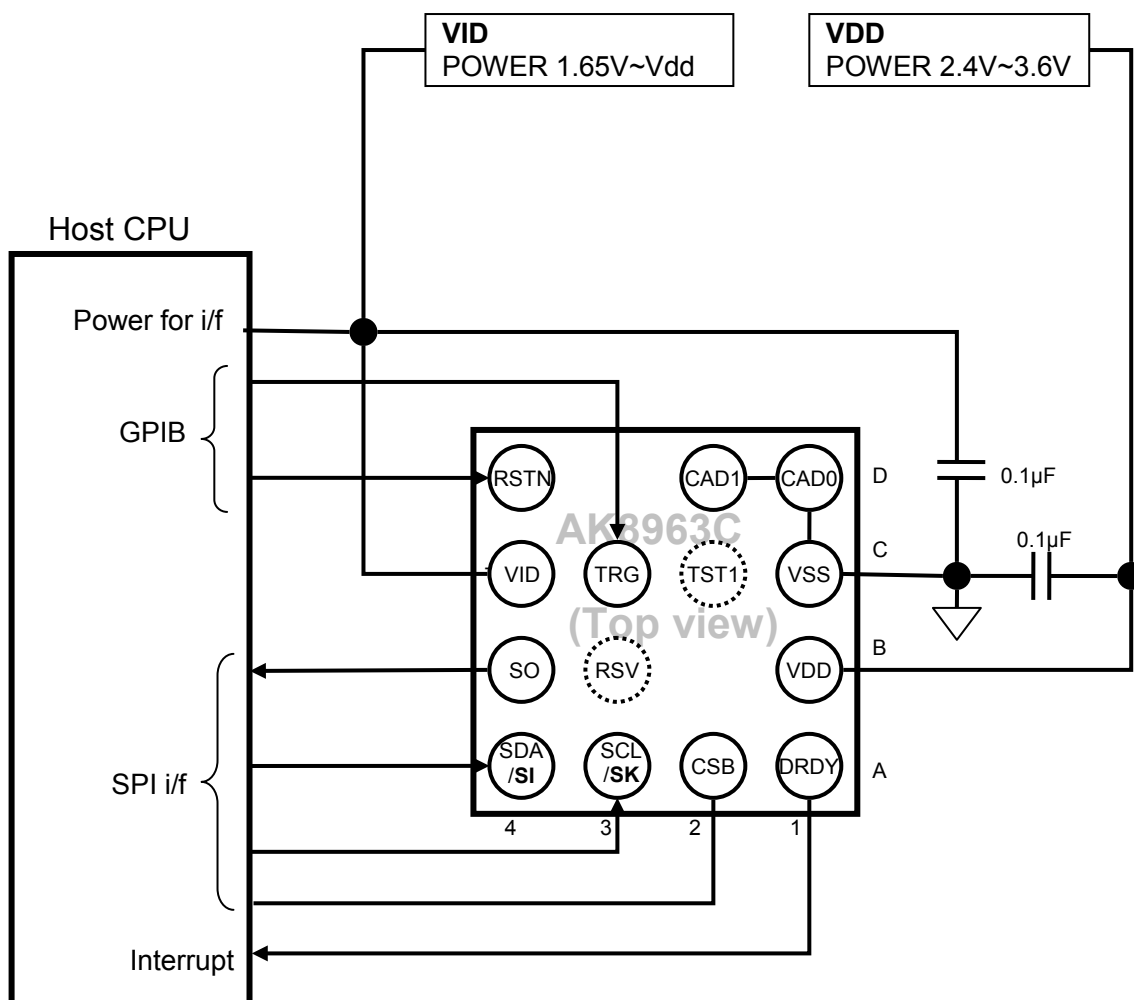 VID
POWER 1.65V~Vdd
VDD
POWER 2.4V~3.6V
Host CPU
Power for i/f
GPIB
SPI i/f
Interrupt
AK8963C
(Top view)
RSTN
CAD1
CAD0
D
0.1µF
0.1µF
VID
TRG
TST1
VSS
C
SO
RSV
VDD
B
SDA
/SI
SCL
/SK
CSB
DRDY
A
4
3
2
1